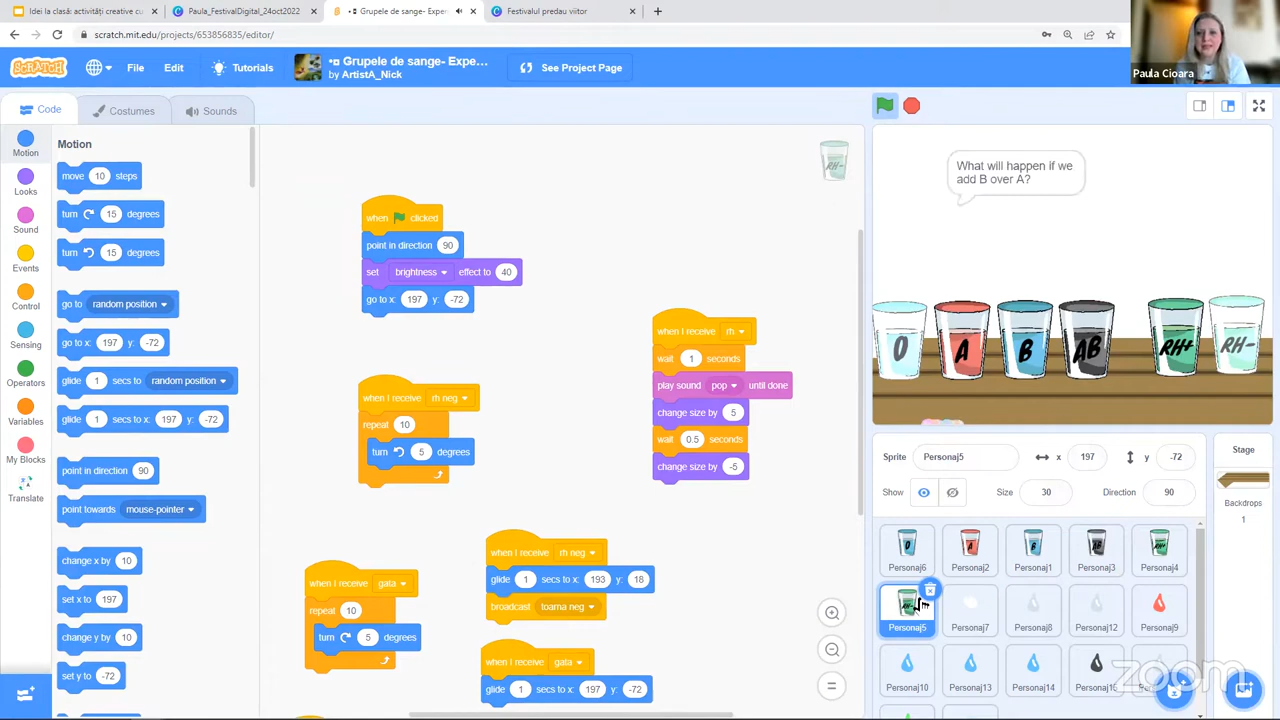 Idei la clasă: activități creative cu
Paula_FestivalDigital_24oct2022
Grupele de sange- Exper
Festivalul predau viitor
scratch.mit.edu/projects/653856835/editor/
Paula Cioara
SCRATCH
File
Edit
Tutorials
Grupele de sange- Expe...
by ArtistA_Nick
See Project Page
Code
Costumes
Sounds
Motion
Looks
Sound
Events
Control
Sensing
Operators
Variables
My Blocks
Translate
Motion
move 10 steps
turn 15 degrees
turn 15 degrees
go to random position
go to x: 197 y: -72
glide 1 secs to random position
glide 1 secs to x: 197 y: -72
point in direction 90
point towards mouse-pointer
change x by 10
set x to 197
change y by 10
set y to -72
RH-
when clicked
point in direction 90
set brightness effect to 40
go to x: 197 y: -72
when I receive rh
wait 1 seconds
play sound pop until done
change size by 5
wait 0.5 seconds
change size by -5
when I receive rh neg
repeat 10
turn 5 degrees
when I receive rh neg
glide 1 secs to x: 193 y: 18
broadcast toarna neg
when I receive gata
repeat 10
turn 5 degrees
when I receive gata
glide 1 secs to x: 197 y: -72
What will happen if we
add B over A?
O
A
B
AB
RH+
RH-
Sprite Personaj5 x 197 y -72
Show Size 30 Direction 90
Stage
Backdrops
1
Personaj6
Personaj2
Personaj1
Personaj3
Personaj4
Personaj5
Personaj7
Personaj8
Personaj12
Personaj9
Personaj10
Personaj13
Personaj14
zoom